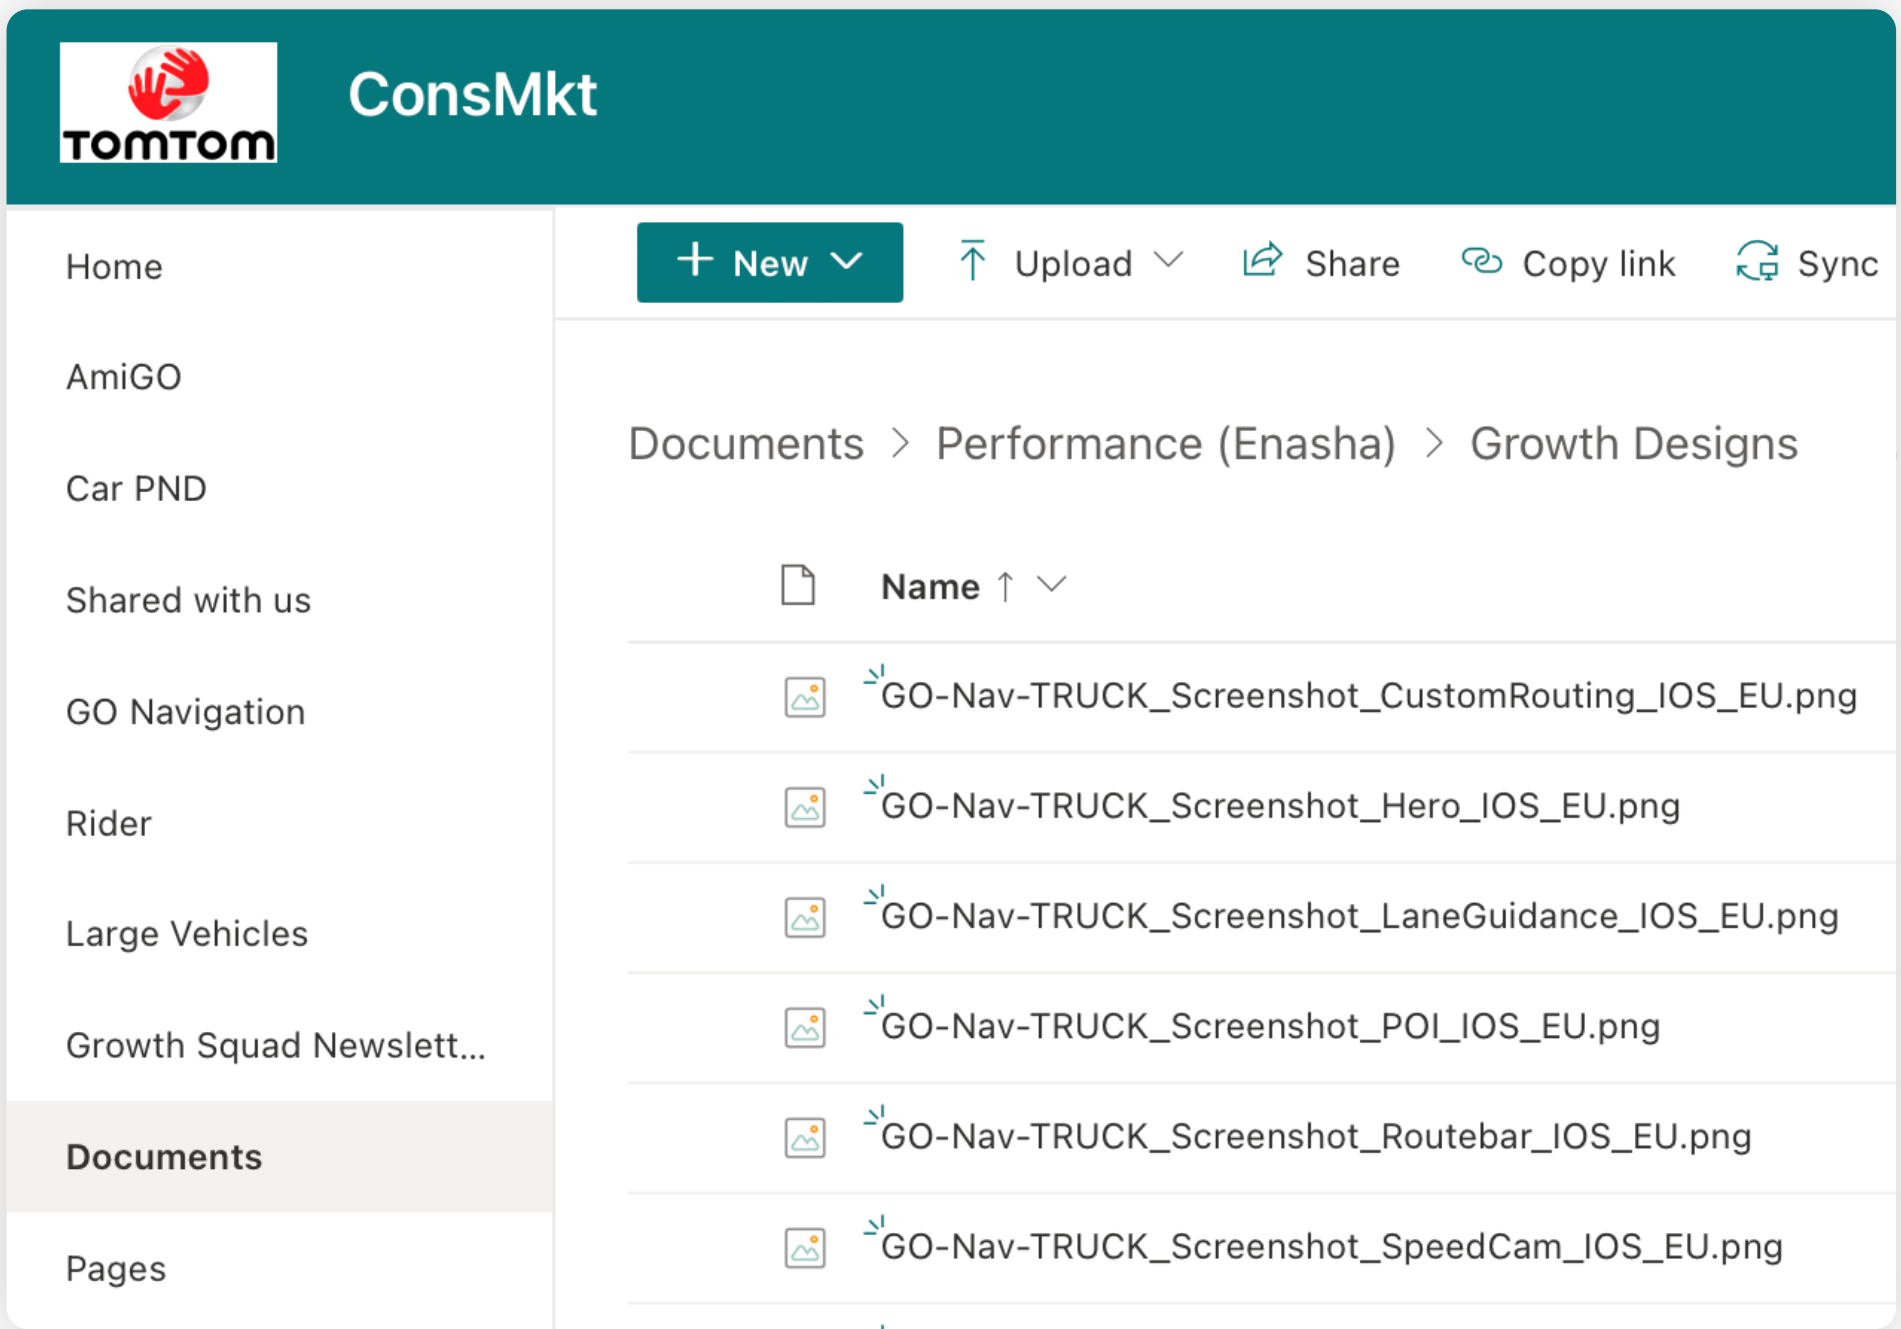 TOMTOM
ConsMkt
Home
AmiGO
Car PND
Shared with us
GO Navigation
Rider
Large Vehicles
Growth Squad Newslett...
Documents
Pages
New
Upload
Share
Copy link
Sync
Documents > Performance (Enasha) > Growth Designs
Name
GO-Nav-TRUCK_Screenshot_CustomRouting_IOS_EU.png
GO-Nav-TRUCK_Screenshot_Hero_IOS_EU.png
GO-Nav-TRUCK_Screenshot_LaneGuidance_IOS_EU.png
GO-Nav-TRUCK_Screenshot_POI_IOS_EU.png
GO-Nav-TRUCK_Screenshot_Routebar_IOS_EU.png
GO-Nav-TRUCK_Screenshot_SpeedCam_IOS_EU.png